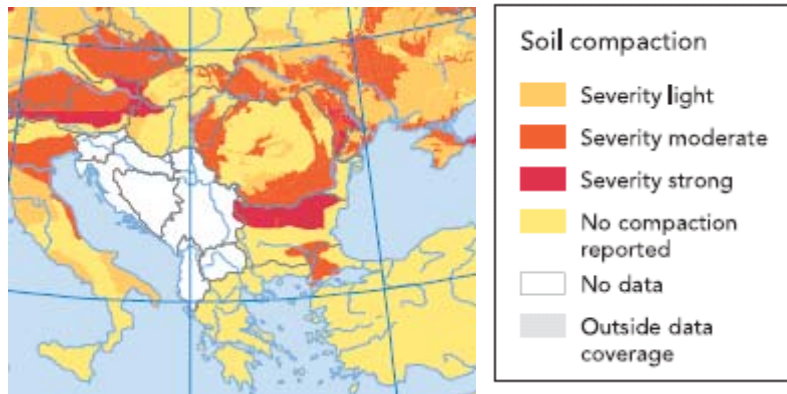 Soil compaction
Severity light
Severity moderate
Severity strong
No compaction
reported
No data
Outside data
coverage